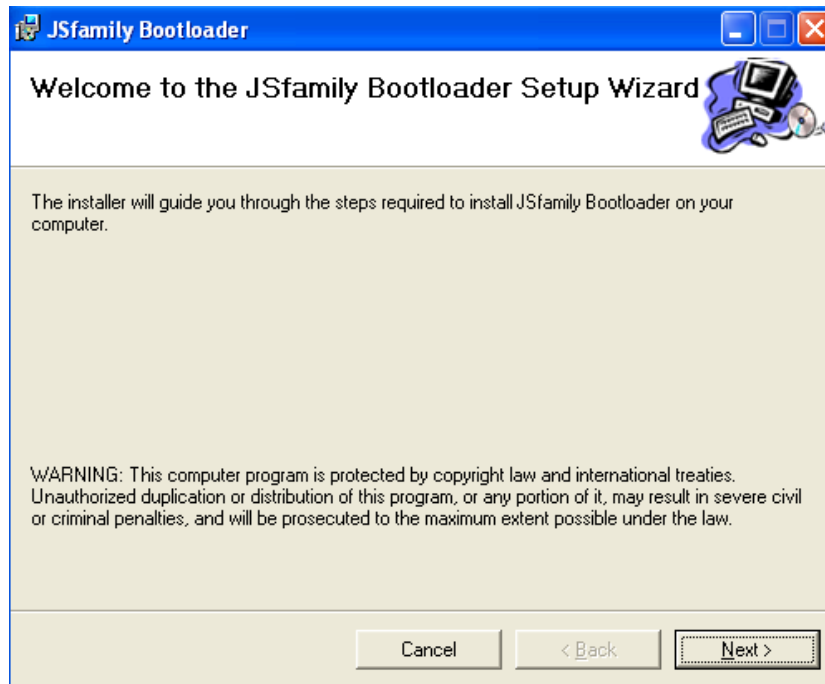 JSfamily Bootloader
Welcome to the JSfamily Bootloader Setup Wizard
The installer will guide you through the steps required to install JSfamily Bootloader on your
computer.
WARNING: This computer program is protected by copyright law and international treaties.
Unauthorized duplication or distribution of this program, or any portion of it, may result in severe civil
or criminal penalties, and will be prosecuted to the maximum extent possible under the law.
Cancel < Back Next >